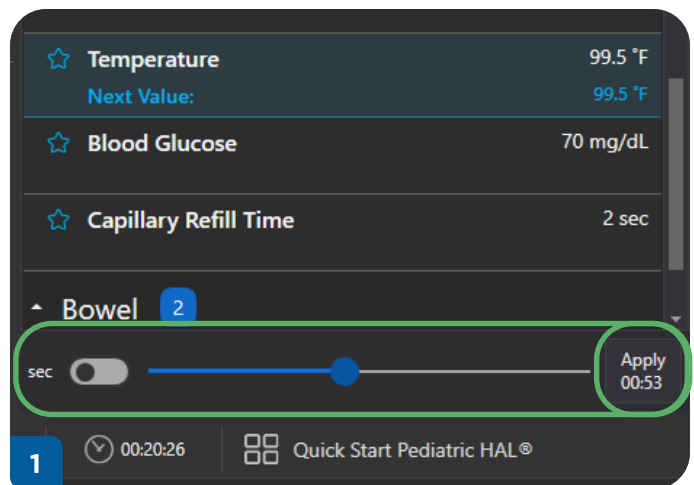 Temperature 99.5 °F
Next Value: 99.5 °F
Blood Glucose 70 mg/dL
Capillary Refill Time 2 sec
Bowel 2
sec Apply
00:53
1 00:20:26 Quick Start Pediatric HAL®